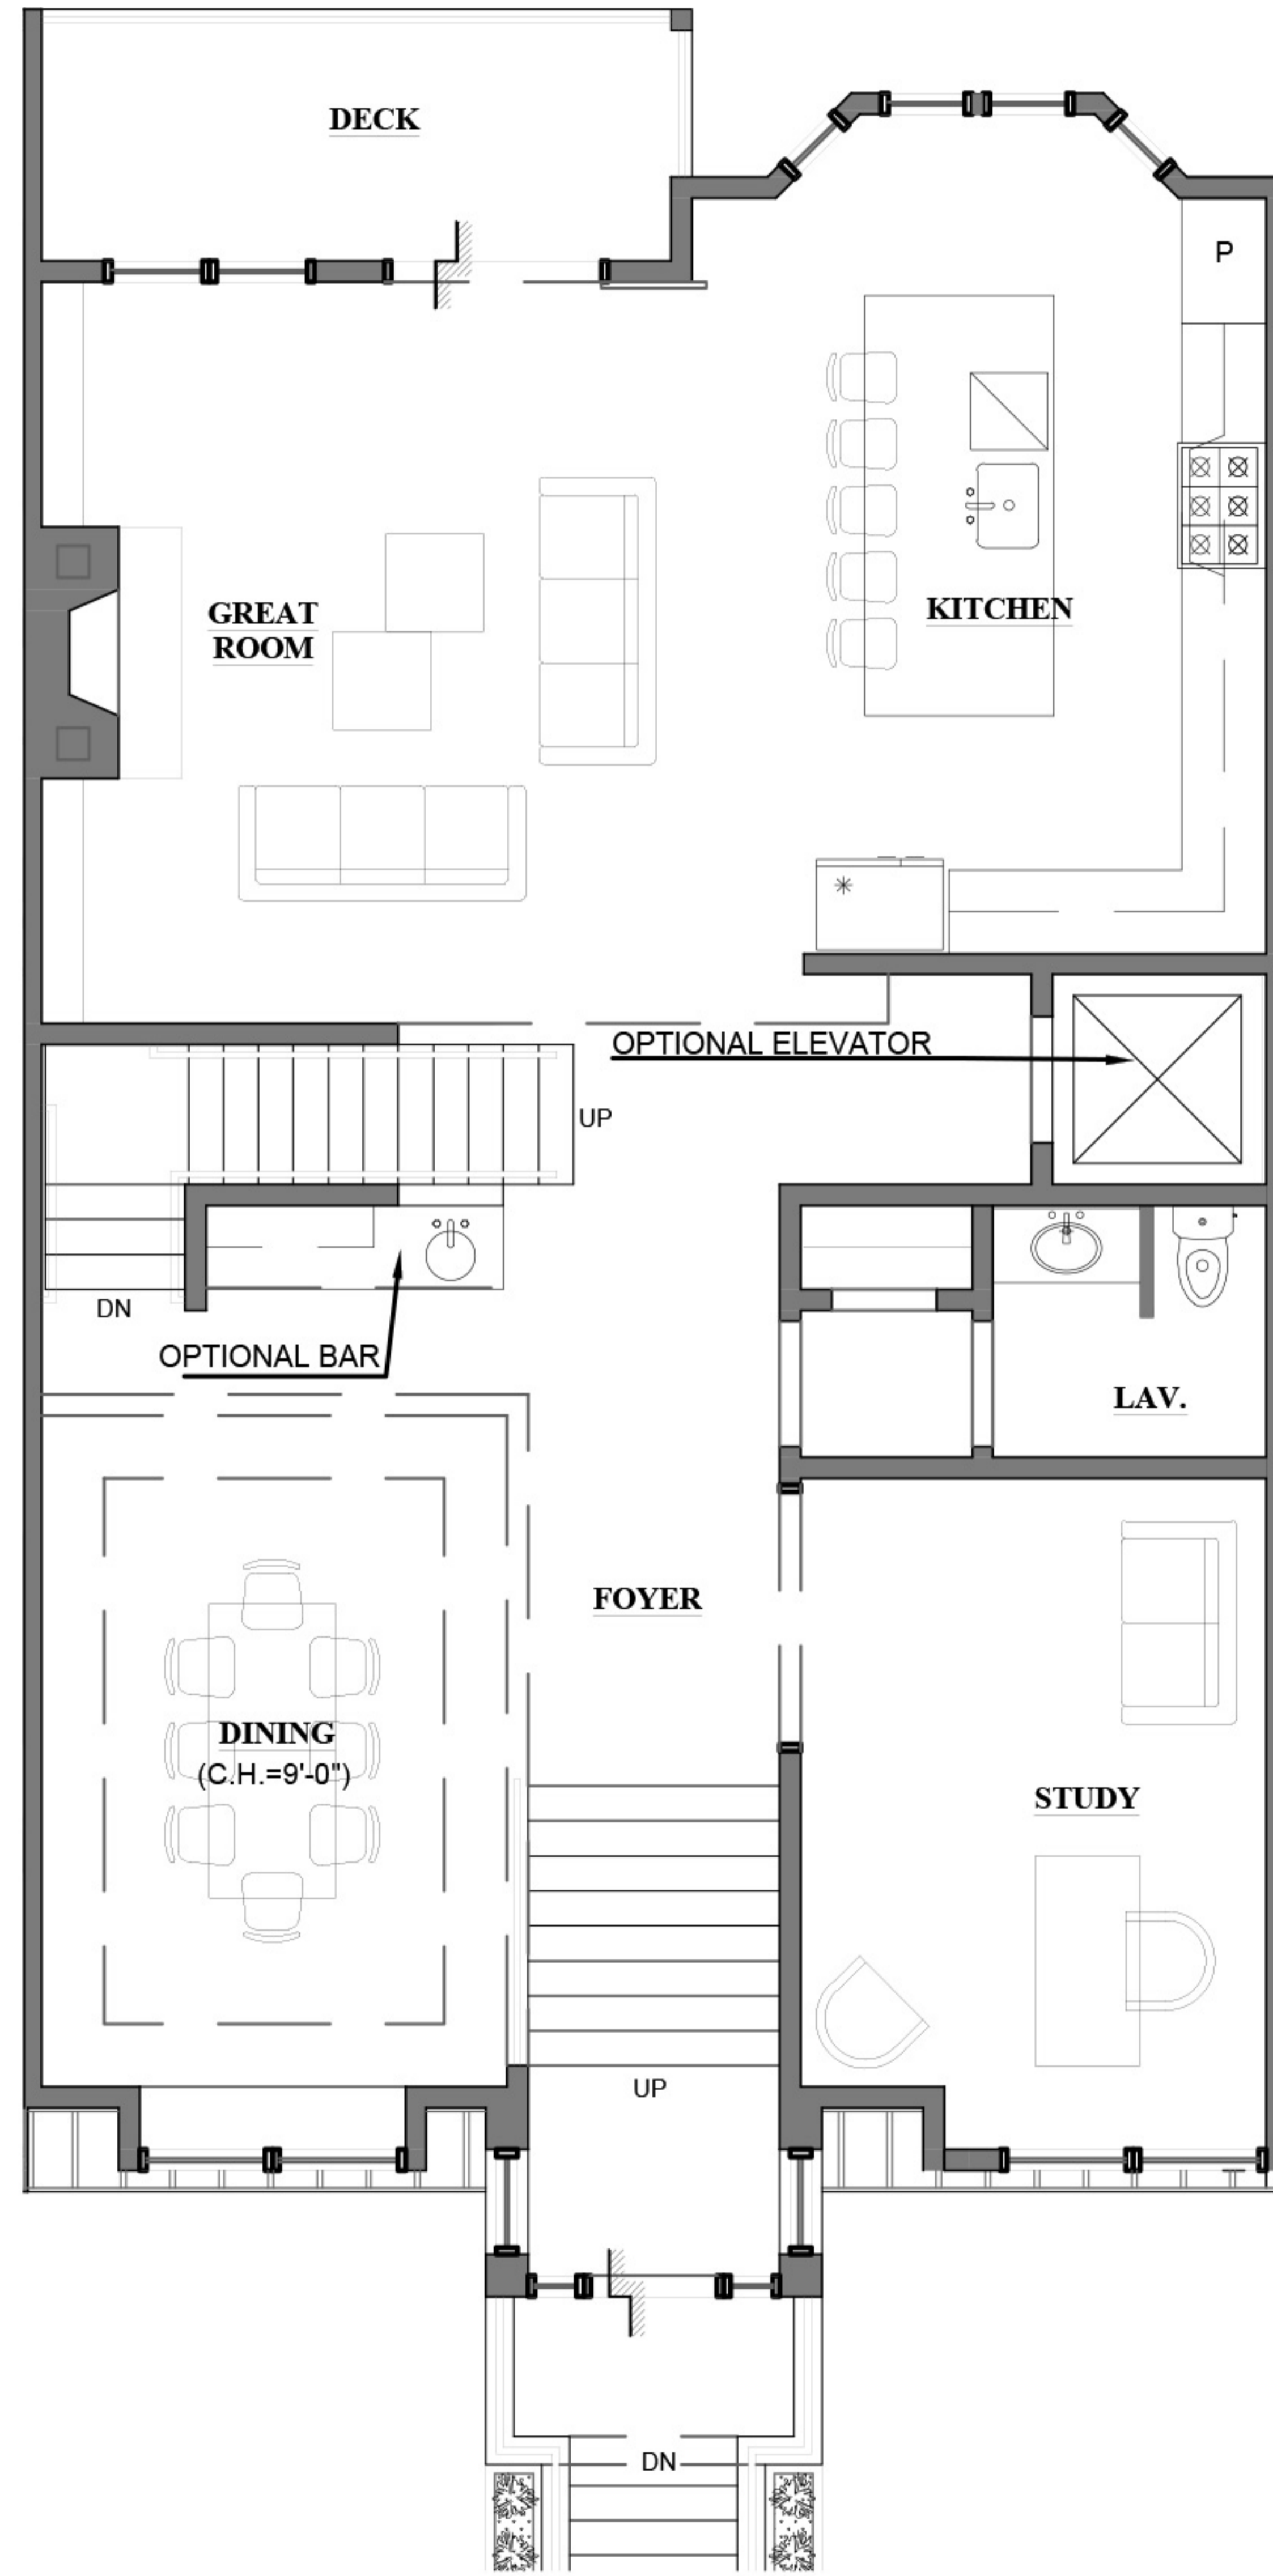 DECK
P
GREAT
ROOM
KITCHEN
OPTIONAL ELEVATOR
UP
DN
OPTIONAL BAR
LAV.
FOYER
DINING
(C.H.=9'-0")
STUDY
UP
DN